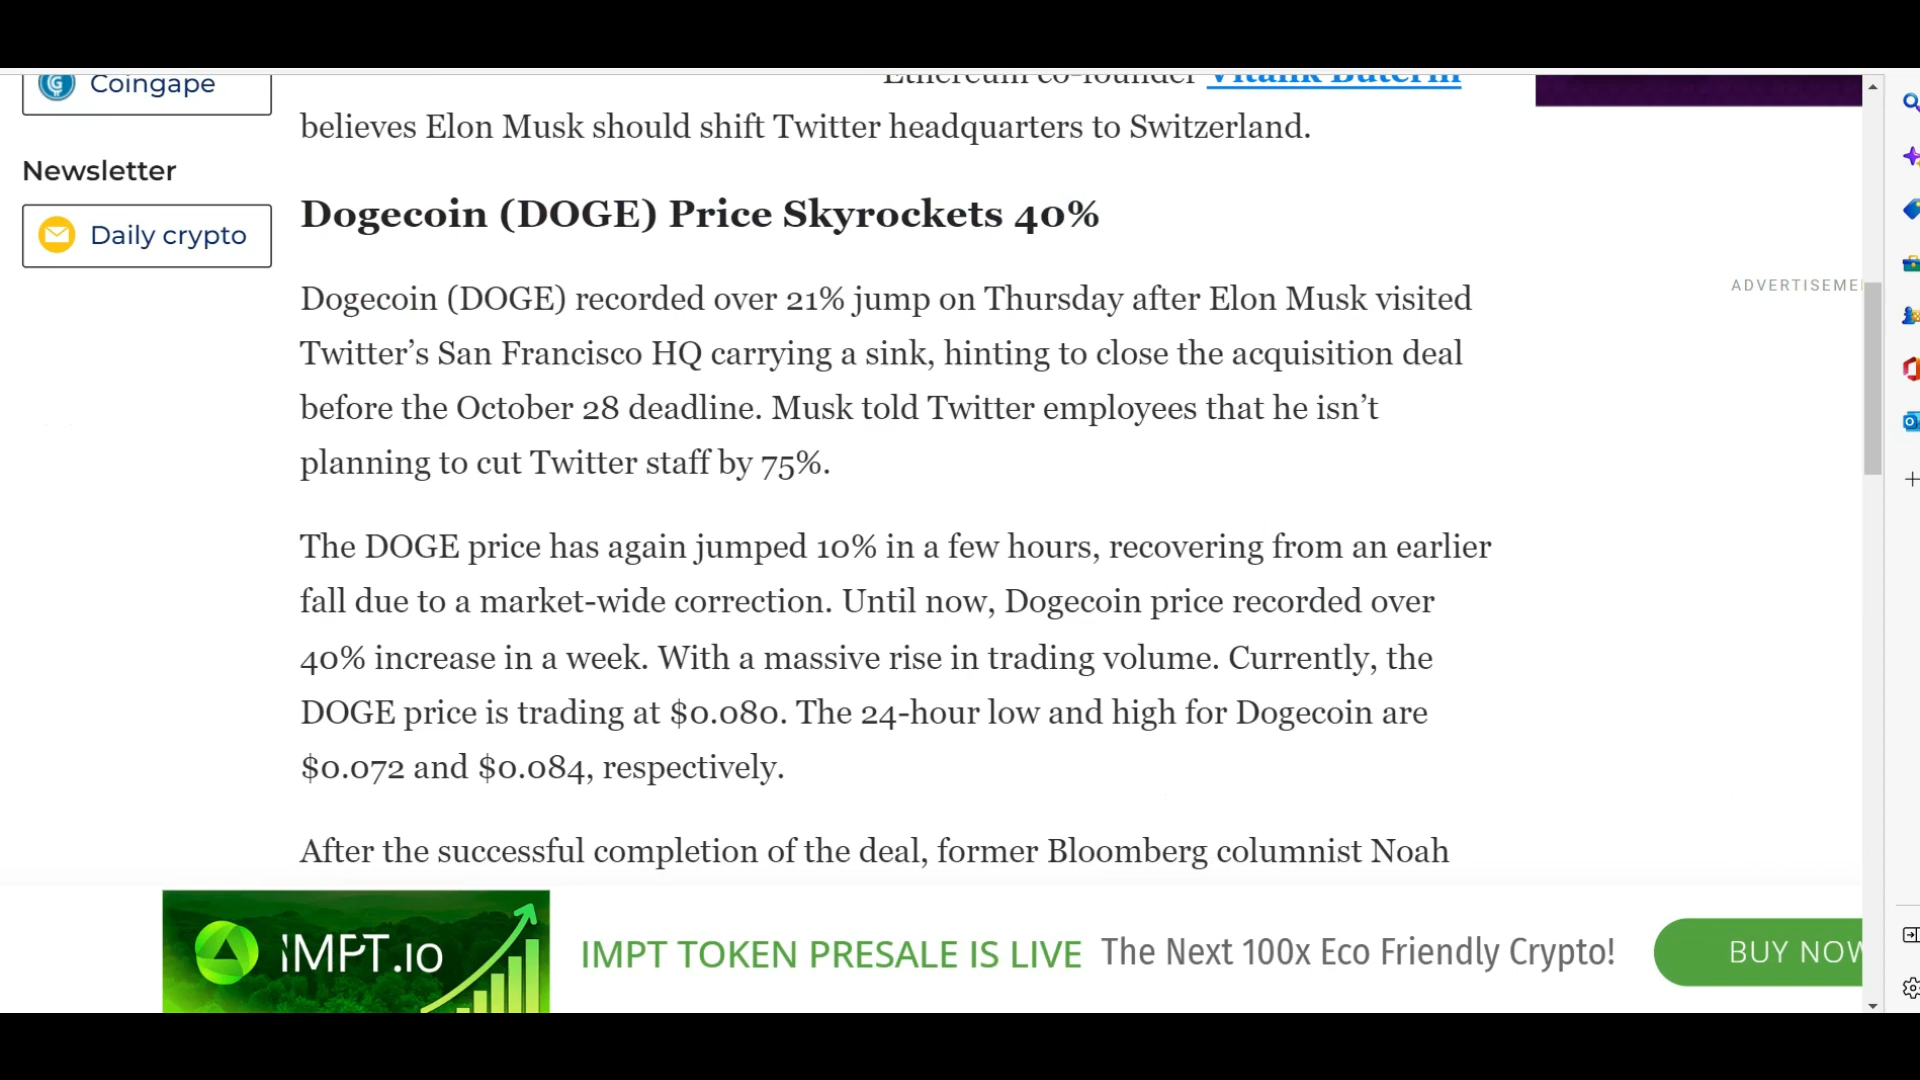 Coingape
Newsletter
Daily crypto
Ethereum co-founder Vitalik Buterin
believes Elon Musk should shift Twitter headquarters to Switzerland.
Dogecoin (DOGE) Price Skyrockets 40%
Dogecoin (DOGE) recorded over 21% jump on Thursday after Elon Musk visited
Twitter’s San Francisco HQ carrying a sink, hinting to close the acquisition deal
before the October 28 deadline. Musk told Twitter employees that he isn’t
planning to cut Twitter staff by 75%.
The DOGE price has again jumped 10% in a few hours, recovering from an earlier
fall due to a market-wide correction. Until now, Dogecoin price recorded over
40% increase in a week. With a massive rise in trading volume. Currently, the
DOGE price is trading at $0.080. The 24-hour low and high for Dogecoin are
$0.072 and $0.084, respectively.
After the successful completion of the deal, former Bloomberg columnist Noah
ADVERTISEME
IMPT.io
IMPT TOKEN PRESALE IS LIVE The Next 100x Eco Friendly Crypto!
BUY NOW